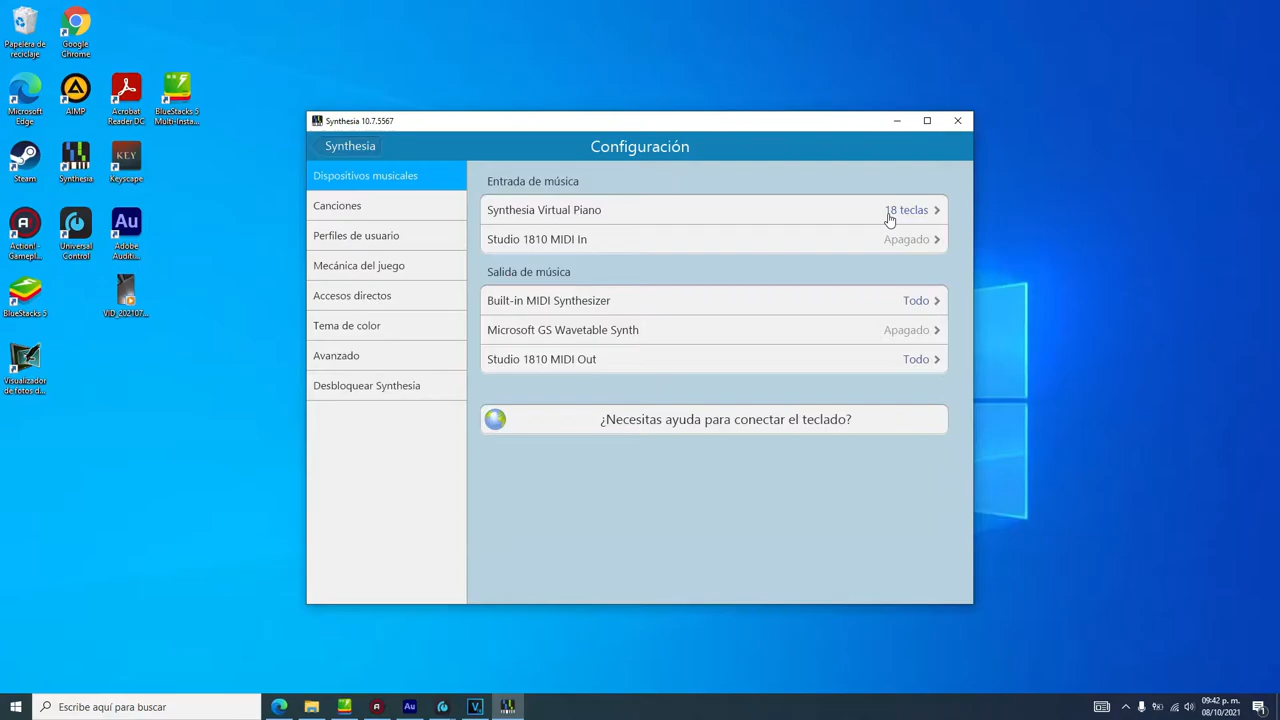 Papelera de
reciclaje
Google
Chrome
Microsoft
Edge
AIMP
Acrobat
Reader DC
BlueStacks 5
Multi-Insta...
Steam
Synthesia
Keyscape
KEY
Action! -
Gamepl...
Universal
Control
Adobe
Auditi...
BlueStacks 5
VID_202107...
Visualizador
de fotos d...
Synthesia 10.7.5567
Synthesia
Configuración
Dispositivos musicales
Canciones
Perfiles de usuario
Mecánica del juego
Accesos directos
Tema de color
Avanzado
Desbloquear Synthesia
Entrada de música
Synthesia Virtual Piano 18 teclas
Studio 1810 MIDI In Apagado
Salida de música
Built-in MIDI Synthesizer Todo
Microsoft GS Wavetable Synth Apagado
Studio 1810 MIDI Out Todo
¿Necesitas ayuda para conectar el teclado?
Escribe aquí para buscar
09:42 p. m.
08/10/2021